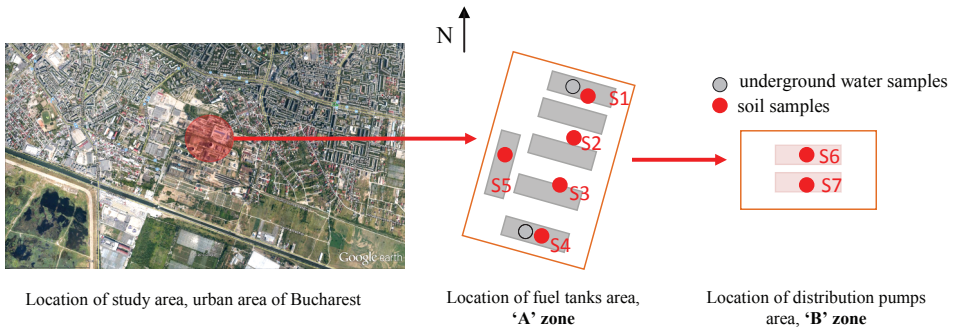 N
underground water samples
soil samples
S1
S2
S3
S4
S5
S6
S7
Google earth
Location of study area, urban area of Bucharest
Location of fuel tanks area,
‘A’ zone
Location of distribution pumps
area, ‘B’ zone